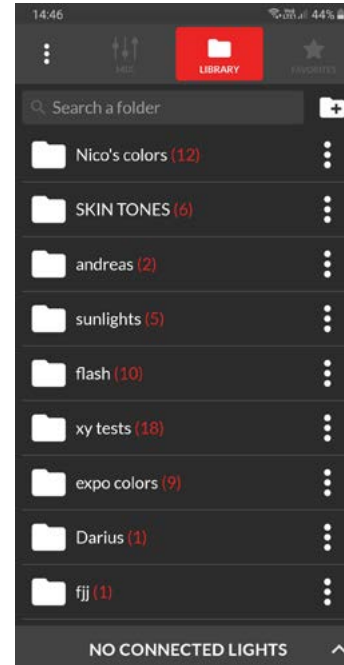 14:46 44%
MIX LIBRARY FAVORITES
Search a folder
Nico's colors (12)
SKIN TONES (6)
andreas (2)
sunlights (5)
flash (10)
xy tests (18)
expo colors (9)
Darius (1)
fjj (1)
NO CONNECTED LIGHTS